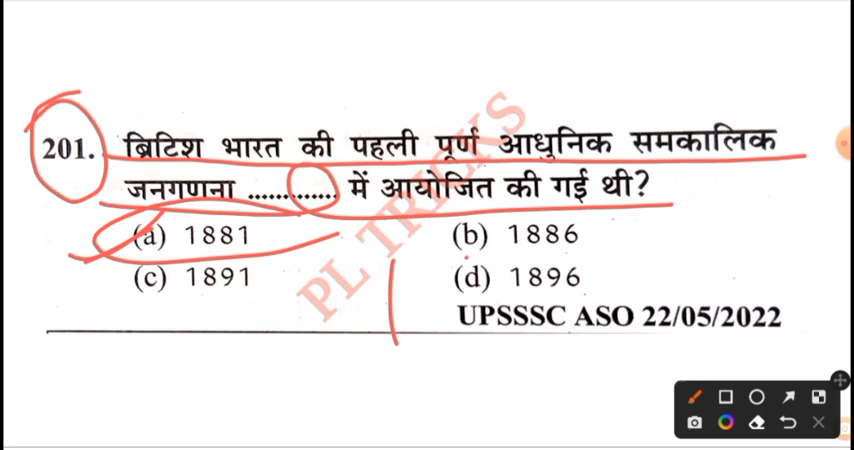 201. ब्रिटिश भारत की पहली पूर्ण आधुनिक समकालिक
जनगणना .............. में आयोजित की गई थी?
(a) 1881 (b) 1886
(c) 1891 (d) 1896
UPSSSC ASO 22/05/2022
PL TRICKS